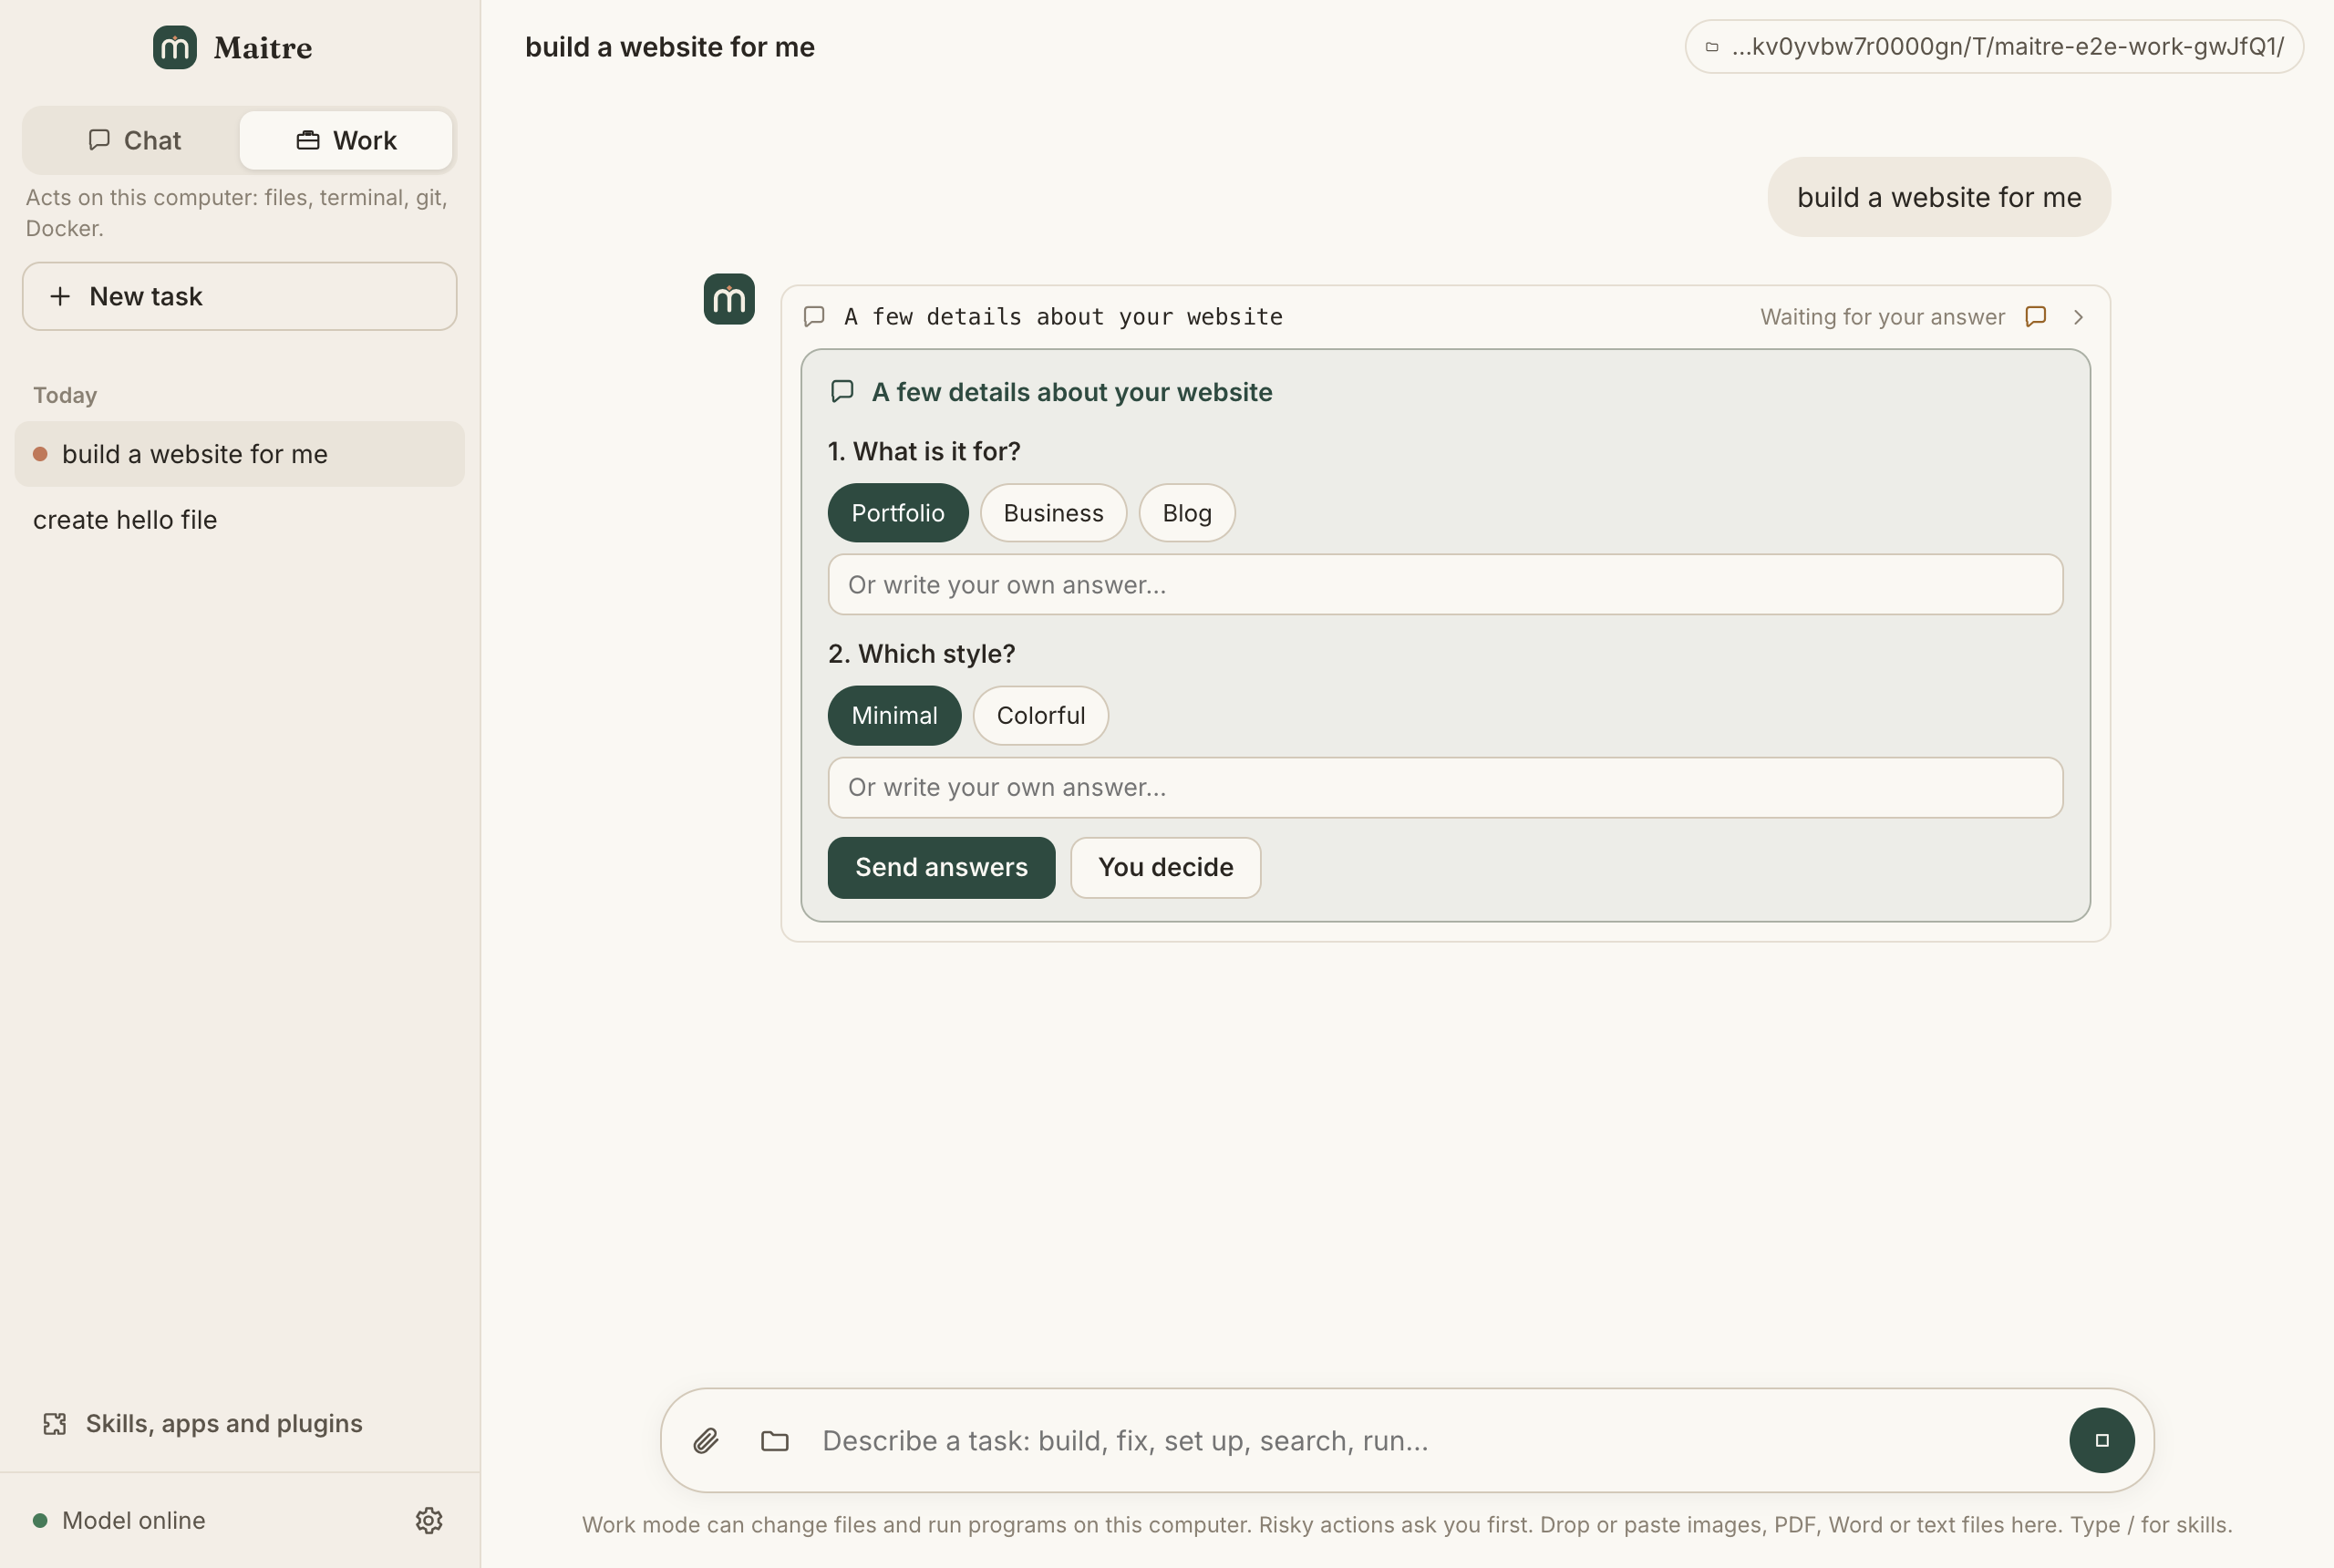 Maitre
Chat
Work
Acts on this computer: files, terminal, git,
Docker.
New task
Today
build a website for me
create hello file
Skills, apps and plugins
Model online
build a website for me
...kv0yvbw7r0000gn/T/maitre-e2e-work-gwJfQ1/
build a website for me
A few details about your website
Waiting for your answer
A few details about your website
1. What is it for?
Portfolio
Business
Blog
Or write your own answer...
2. Which style?
Minimal
Colorful
Or write your own answer...
Send answers
You decide
Describe a task: build, fix, set up, search, run...
Work mode can change files and run programs on this computer. Risky actions ask you first. Drop or paste images, PDF, Word or text files here. Type / for skills.